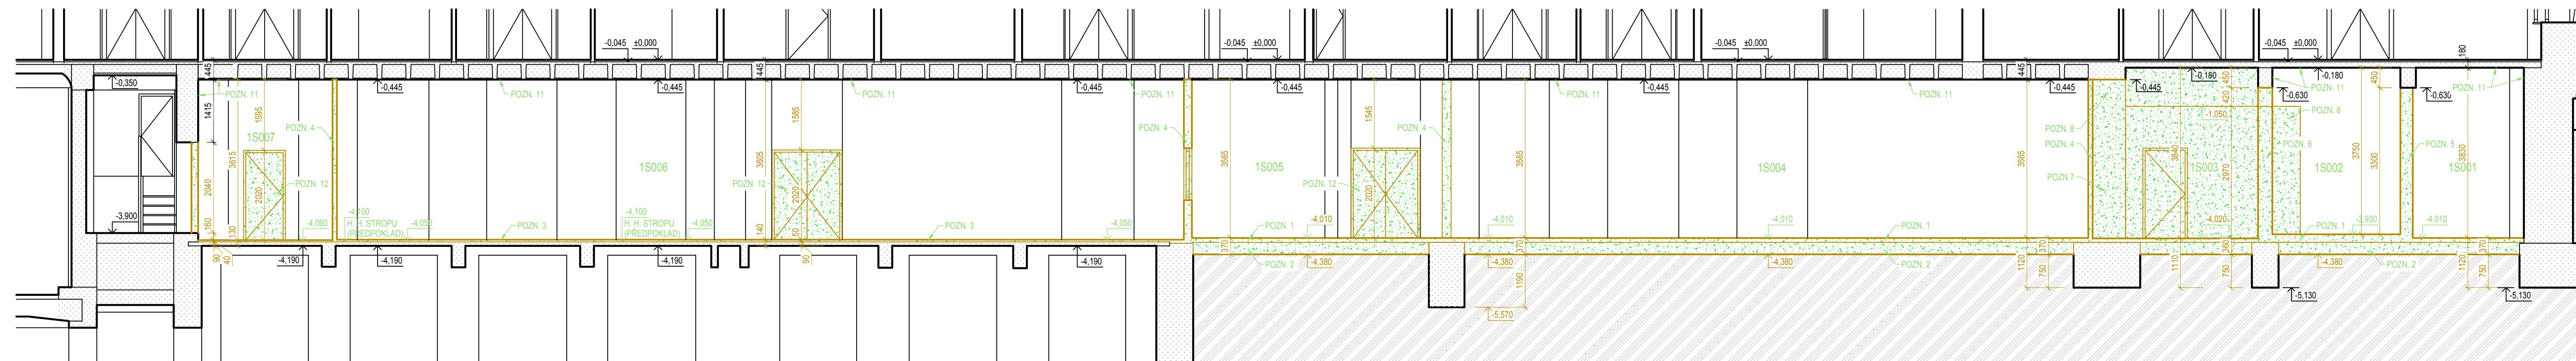 -0,045 ±0,000
-0,045 ±0,000
-0,045 ±0,000
-0,045 ±0,000
180
445
445
445
-0,350
-0,445
-0,445
-0,445
-0,445
-0,445
-0,445
-0,445
-0,180
-0,180
450
450
420
-0,630
-0,630
POZN. 11
POZN. 11
POZN. 11
POZN. 11
POZN. 11
POZN. 11
POZN. 11
POZN. 11
1415
1595
1565
1545
-1,050
POZN. 8
POZN. 8
1S007
POZN. 4
POZN. 4
POZN. 4
POZN. 4
POZN. 6
POZN. 5
3615
3605
3565
3565
3565
3840
2970
3750
3300
3830
1S006
1S005
1S004
1S003
1S002
1S001
2040
2020
2020
2020
POZN. 12
POZN. 12
POZN. 12
POZN.7
-3,900
160
130
-4,060
-4,100
H. H. STROPU
(PŘEDPOKLAD)
-4,050
POZN. 3
-4,100
H. H. STROPU
(PŘEDPOKLAD)
-4,050
140
50
POZN. 3
-4,050
POZN. 1
-4,010
-4,010
-4,010
POZN. 1
-4,020
POZN. 1
-3,930
-4,010
90
40
-4,190
-4,190
-4,190
90
-4,190
370
370
370
360
370
POZN. 2
-4,380
-4,380
-4,380
POZN. 2
-4,380
POZN. 2
1190
1120
750
1110
750
1120
750
-5,130
-5,130
-5,570